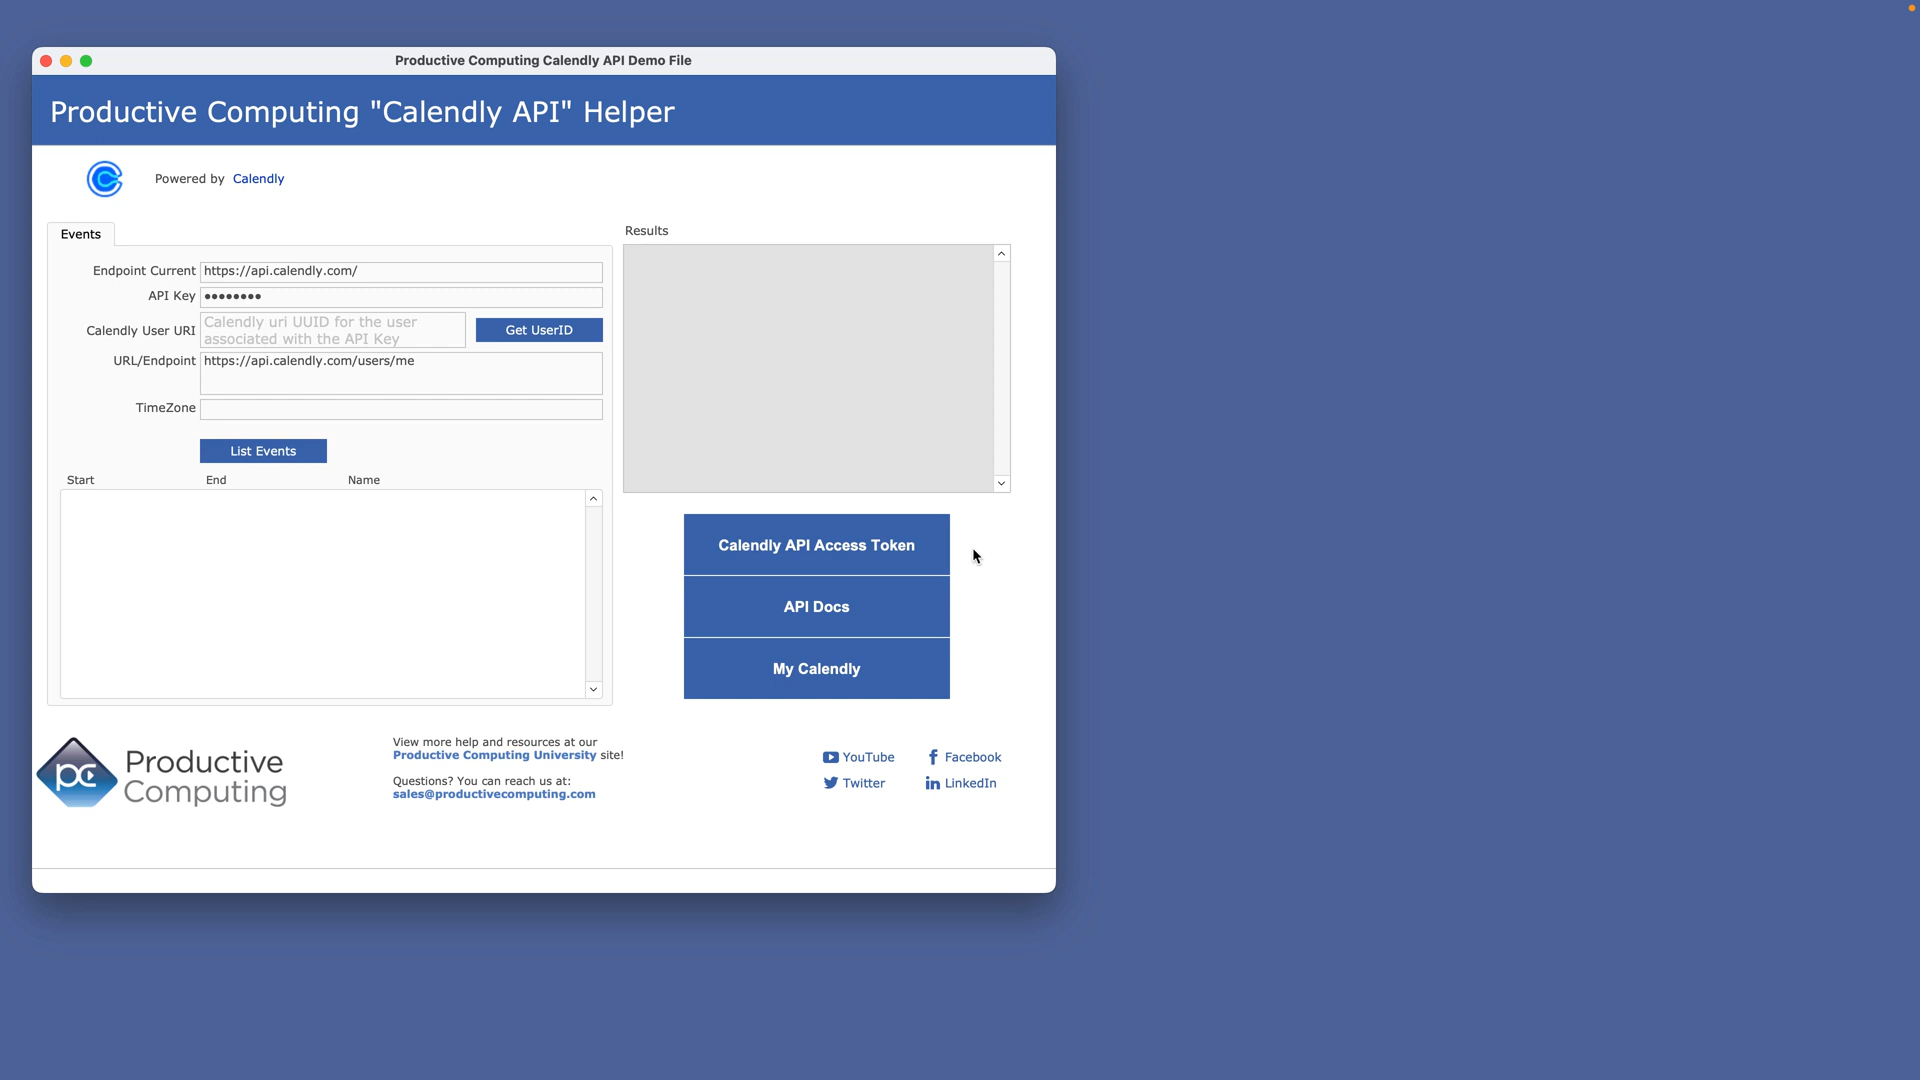 Productive Computing Calendly API Demo File
Productive Computing "Calendly API" Helper
Powered by Calendly
Events
Endpoint Current https://api.calendly.com/
API Key ••••••••
Calendly User URI Calendly uri UUID for the user
associated with the API Key
Get UserID
URL/Endpoint https://api.calendly.com/users/me
TimeZone
List Events
Start End Name
Results
Calendly API Access Token
API Docs
My Calendly
pc Productive
Computing
View more help and resources at our
Productive Computing University site!
Questions? You can reach us at:
sales@productivecomputing.com
YouTube Facebook
Twitter LinkedIn